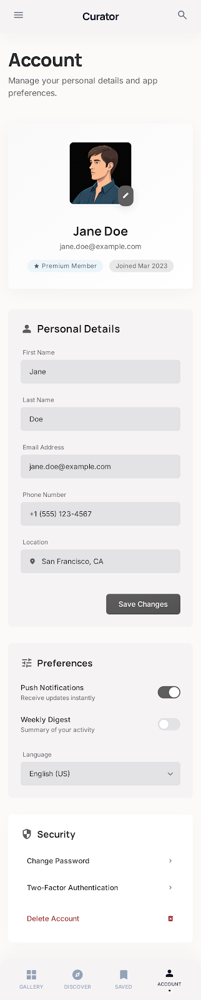 Curator
Account
Manage your personal details and app
preferences.
Jane Doe
jane.doe@example.com
Premium Member
Joined Mar 2023
Personal Details
First Name
Jane
Last Name
Doe
Email Address
jane.doe@example.com
Phone Number
+1 (555) 123-4567
Location
San Francisco, CA
Save Changes
Preferences
Push Notifications
Receive updates instantly
Weekly Digest
Summary of your activity
Language
English (US)
Security
Change Password
Two-Factor Authentication
Delete Account
GALLERY
DISCOVER
SAVED
ACCOUNT